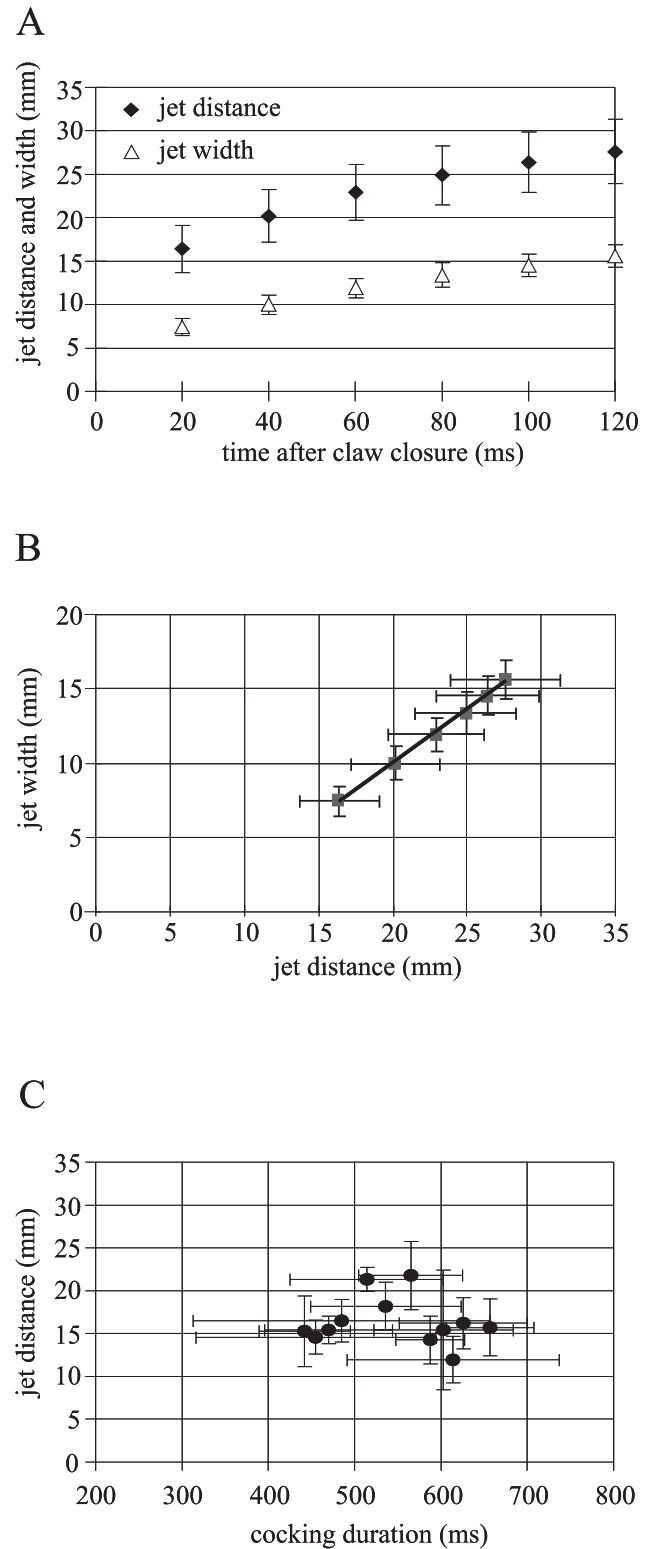 A
jet distance and width (mm)
35
30
25
20
15
10
5
0
jet distance
jet width
0 20 40 60 80 100 120
time after claw closure (ms)
B
jet width (mm)
20
15
10
5
0
0 5 10 15 20 25 30 35
jet distance (mm)
C
jet distance (mm)
35
30
25
20
15
10
5
0
200 300 400 500 600 700 800
cocking duration (ms)